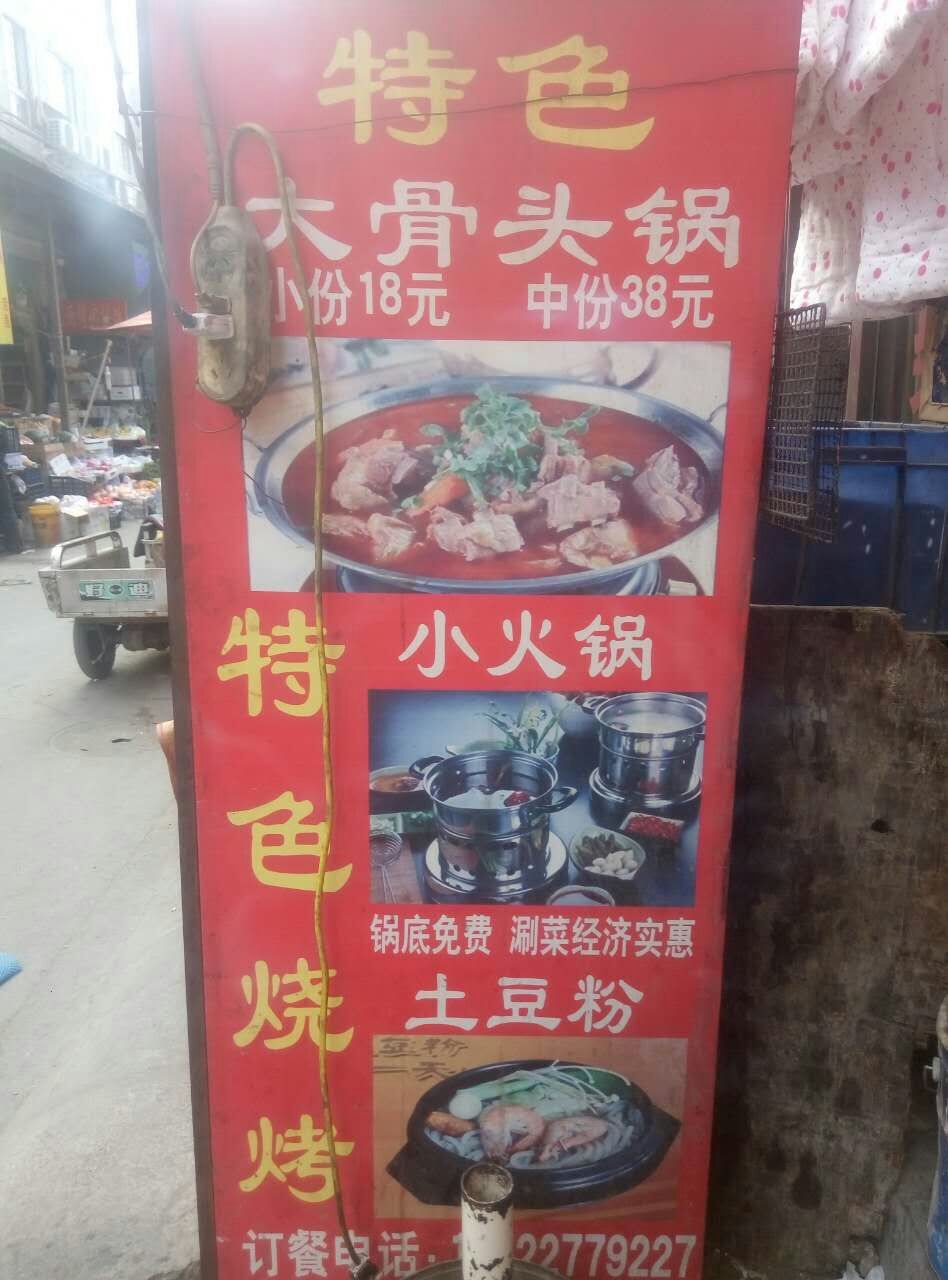 特色
大骨头锅
小份18元 中份38元
特色烧烤
小火锅
锅底免费 涮菜经济实惠
土豆粉
订餐电话:1 22779227